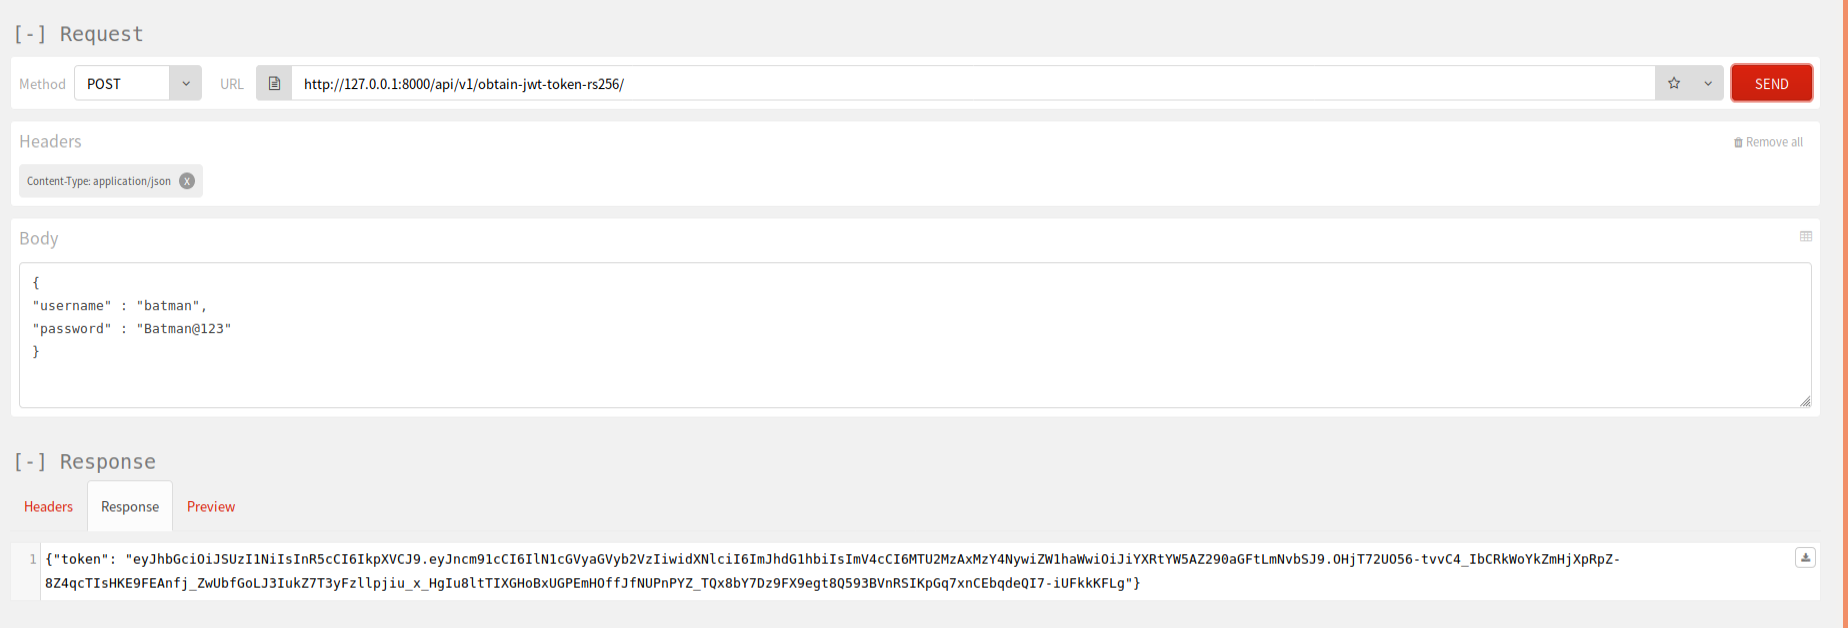 [-] Request
Method POST URL http://127.0.0.1:8000/api/v1/obtain-jwt-token-rs256/ SEND
Headers Remove all
Content-Type: application/json X
Body
{
"username" : "batman",
"password" : "Batman@123"
}
[-] Response
Headers Response Preview
1 {"token": "eyJhbGciOiJSUzI1NiIsInR5cCI6IkpXVCJ9.eyJncm91cCI6IlN1cGVyaGVyb2VzIiwidXNlciI6ImJhdG1hbiIsImV4cCI6MTU2MzAxMzY4NywiZW1haWwiOiJiYXRtYW5AZ290aGFtLmNvbSJ9.OHjT72UO56-tvvC4_IbCRkWoYkZmHjXpRpZ-
8Z4qcTIsHKE9FEAnfj_ZwUbfGoLJ3IukZ7T3yFzllpjiu_x_HgIu8ltTIXGHoBxUGPEmHOffJfNUPnPYZ_TQx8bY7Dz9FX9egt8Q593BVnRSIKpGq7xnCEbqdeQI7-iUFkkKFLg"}